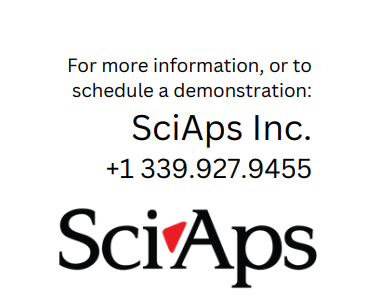 For more information, or to
schedule a demonstration:
SciAps Inc.
+1 339.927.9455
SciAps